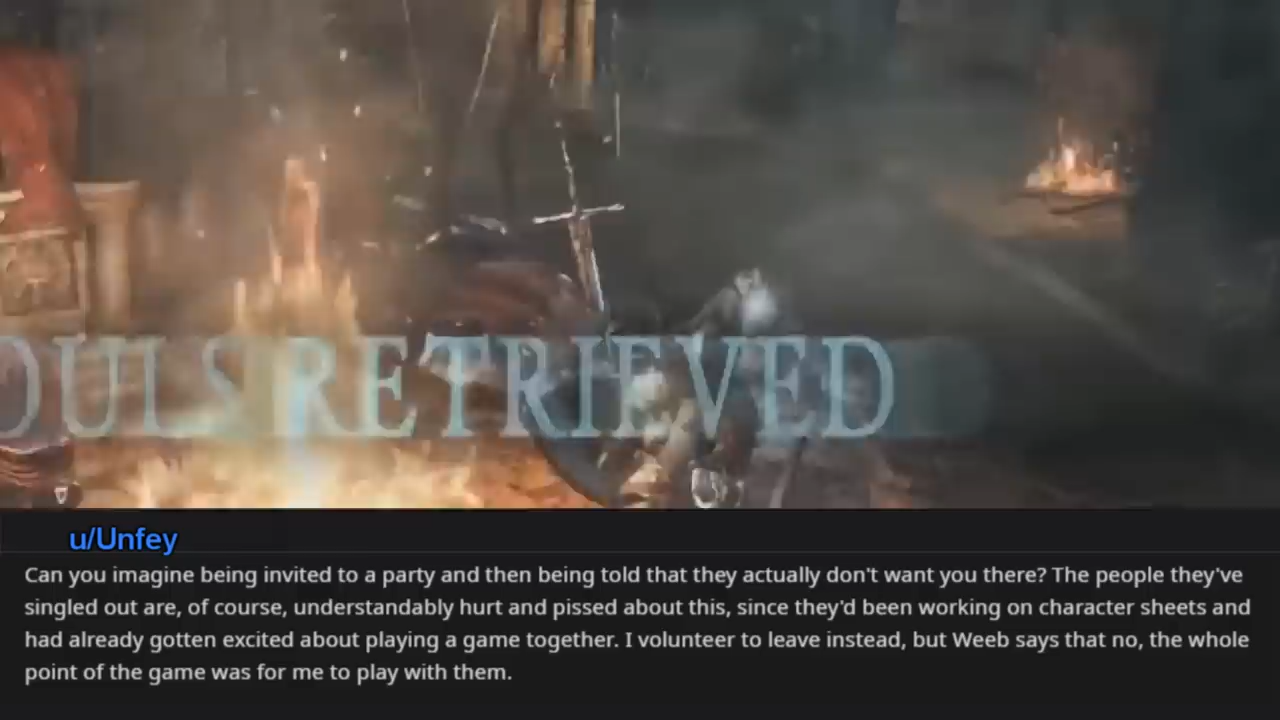 OULS RETRIEVED
u/Unfey
Can you imagine being invited to a party and then being told that they actually don't want you there? The people they've
singled out are, of course, understandably hurt and pissed about this, since they'd been working on character sheets and
had already gotten excited about playing a game together. I volunteer to leave instead, but Weeb says that no, the whole
point of the game was for me to play with them.